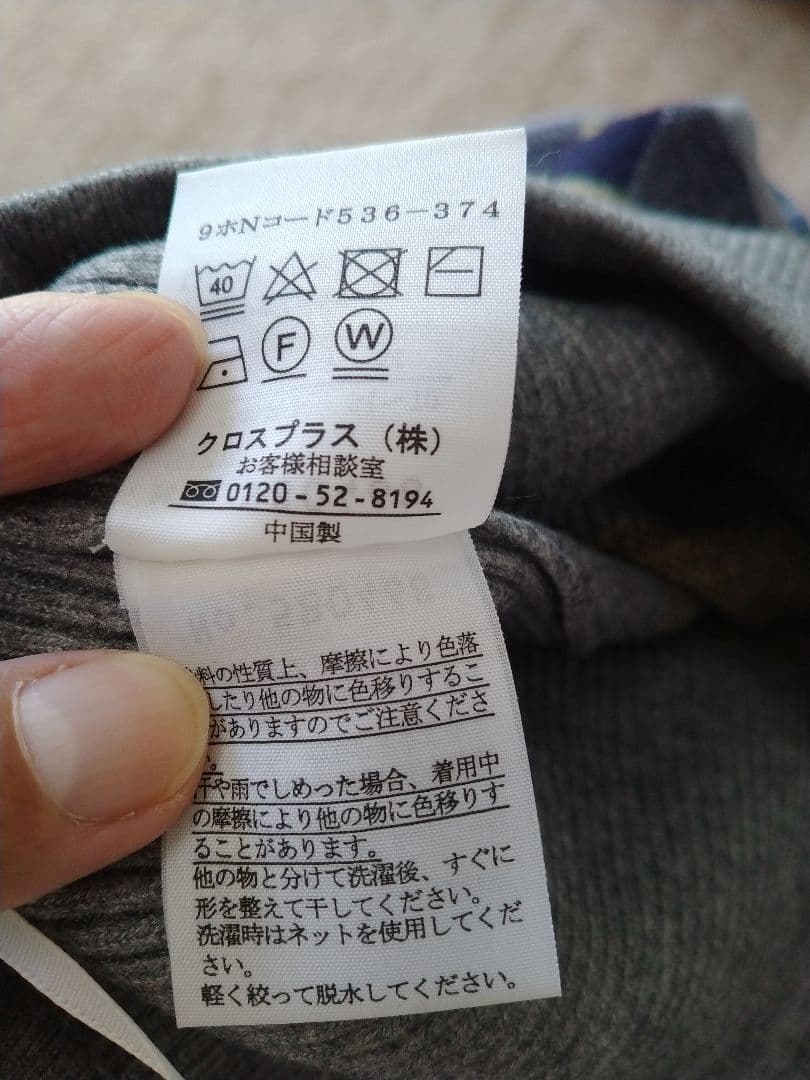 9ホNコード536-374
40
F W
クロスプラス（株）
お客様相談室
0120-52-8194
中国製
料の性質上、摩擦により色落
したり他の物に色移りするこ
がありますのでご注意くださ
い。
汗や雨でしめった場合、着用中
の摩擦により他の物に色移りす
ることがあります。
他の物と分けて洗濯後、すぐに
形を整えて干してください。
洗濯時はネットを使用してくだ
さい。
軽く絞って脱水してください。